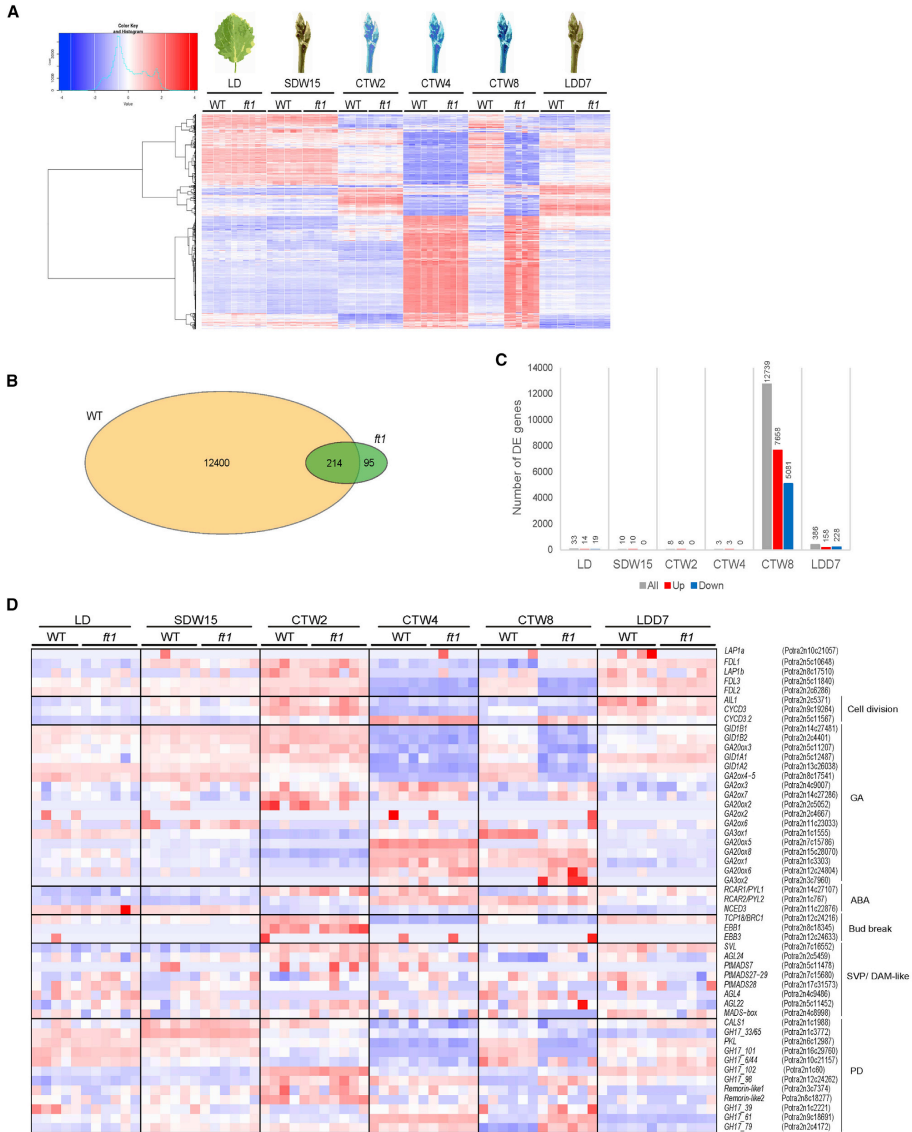 A
Color Key
and Histogram
Value
LD SDW15 CTW2 CTW4 CTW8 LDD7
WT ft1 WT ft1 WT ft1 WT ft1 WT ft1 WT ft1
B
WT
ft1
12400
214
95
C
Number of DE genes
14000
12000
10000
8000
6000
4000
2000
0
33 14 19
10 10 0
8 8 0
3 3 0
12739 7658 5081
386 158 228
LD SDW15 CTW2 CTW4 CTW8 LDD7
All Up Down
D
LD SDW15 CTW2 CTW4 CTW8 LDD7
WT ft1 WT ft1 WT ft1 WT ft1 WT ft1 WT ft1
LAP1a (Potra2n10c21057)
FDL1 (Potra2n5c10648)
LAP1b (Potra2n8c17510)
FDL3 (Potra2n5c11840)
FDL2 (Potra2n2c6286)
AIL1 (Potra2n2c5371)
CYCD3 (Potra2n9c19264)
CYCD3.2 (Potra2n5c11567)
Cell division
GID1B1 (Potra2n14c27481)
GID1B2 (Potra2n2c4401)
GA20ox3 (Potra2n5c11207)
GID1A1 (Potra2n5c12487)
GID1A2 (Potra2n13c26038)
GA2ox4-5 (Potra2n8c17541)
GA2ox3 (Potra2n4c9007)
GA2ox7 (Potra2n14c27286)
GA20ox2 (Potra2n2c5052)
GA2ox2 (Potra2n2c4667)
GA2ox6 (Potra2n11c23033)
GA3ox1 (Potra2n1c1555)
GA20ox5 (Potra2n7c15786)
GA20ox8 (Potra2n15c28070)
GA2ox1 (Potra2n1c3303)
GA20ox6 (Potra2n12c24804)
GA3ox2 (Potra2n3c7960)
GA
RCAR1/PYL1 (Potra2n14c27107)
RCAR2/PYL2 (Potra2n1c767)
NCED3 (Potra2n11c22876)
ABA
TCP18/BRC1 (Potra2n12c24216)
EBB1 (Potra2n8c18345)
EBB3 (Potra2n12c24633)
Bud break
SVL (Potra2n7c16552)
AGL24 (Potra2n2c5459)
PtMADS7 (Potra2n5c11478)
PtMADS27-29 (Potra2n7c15680)
PtMADS28 (Potra2n17c31573)
AGL4 (Potra2n4c9486)
AGL22 (Potra2n5c11452)
MADS-box (Potra2n4c8998)
SVP/ DAM-like
CALS1 (Potra2n1c1988)
GH17_33/65 (Potra2n1c3772)
PKL (Potra2n6c12987)
GH17_101 (Potra2n16c29760)
GH17_6/44 (Potra2n10c21157)
GH17_102 (Potra2n1c60)
GH17_98 (Potra2n12c24262)
Remorin-like1 (Potra2n3c7374)
Remorin-like2 Potra2n8c18277)
GH17_39 (Potra2n1c2221)
GH17_61 (Potra2n9c18691)
GH17_79 (Potra2n2c4172)
PD